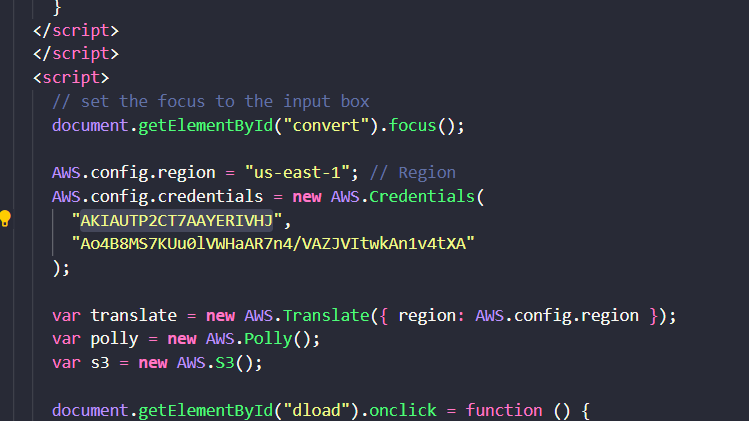 }
</script>
</script>
<script>
// set the focus to the input box
document.getElementById("convert").focus();
AWS.config.region = "us-east-1"; // Region
AWS.config.credentials = new AWS.Credentials(
"AKIAUTP2CT7AAYERIVHJ",
"Ao4B8MS7KUu0lVWHaAR7n4/VAZJVItwkAn1v4tXA"
);
var translate = new AWS.Translate({ region: AWS.config.region });
var polly = new AWS.Polly();
var s3 = new AWS.S3();
document.getElementById("dload").onclick = function () {